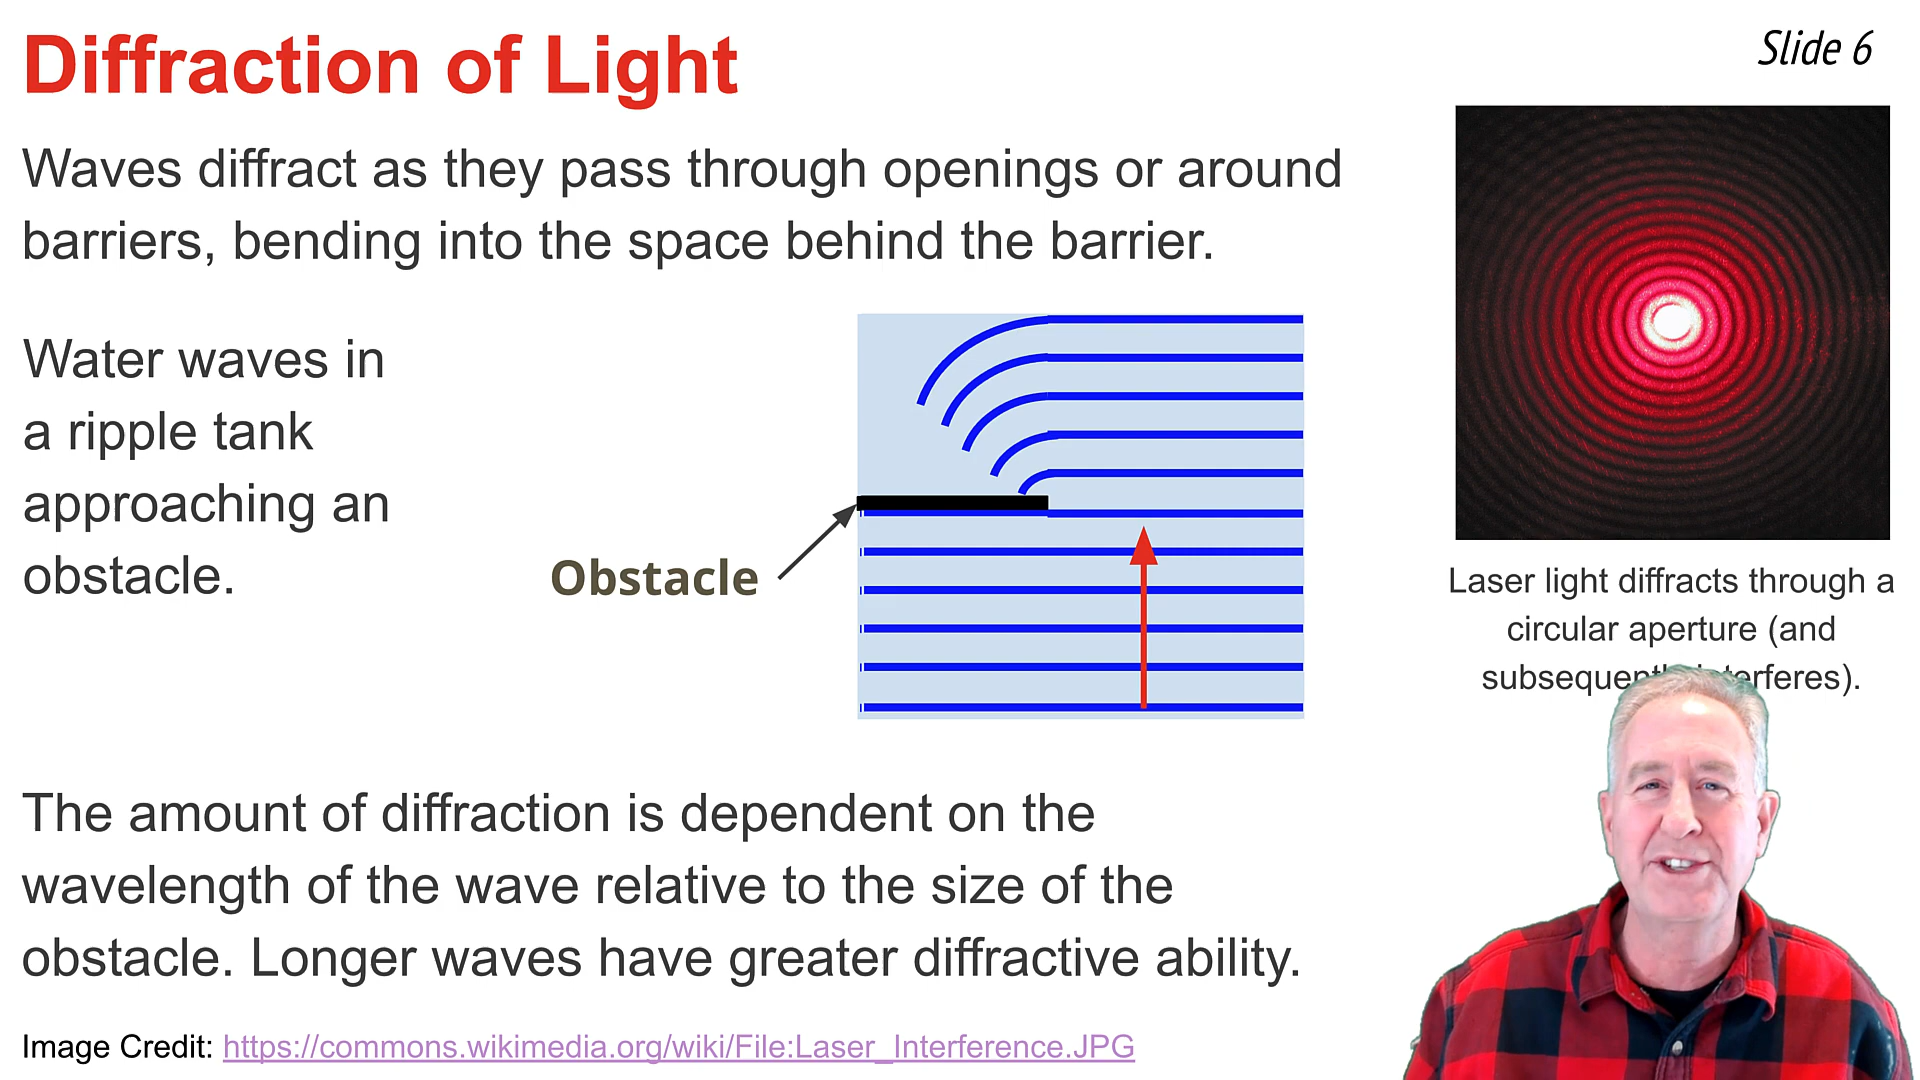 Diffraction of Light
Slide 6
Waves diffract as they pass through openings or around
barriers, bending into the space behind the barrier.
Water waves in
a ripple tank
approaching an
obstacle.
Obstacle
Laser light diffracts through a
circular aperture (and
The amount of diffraction is dependent on the
wavelength of the wave relative to the size of the
obstacle. Longer waves have greater diffractive ability.
Image Credit: https://commons.wikimedia.org/wiki/File:Laser_Interference.JPG